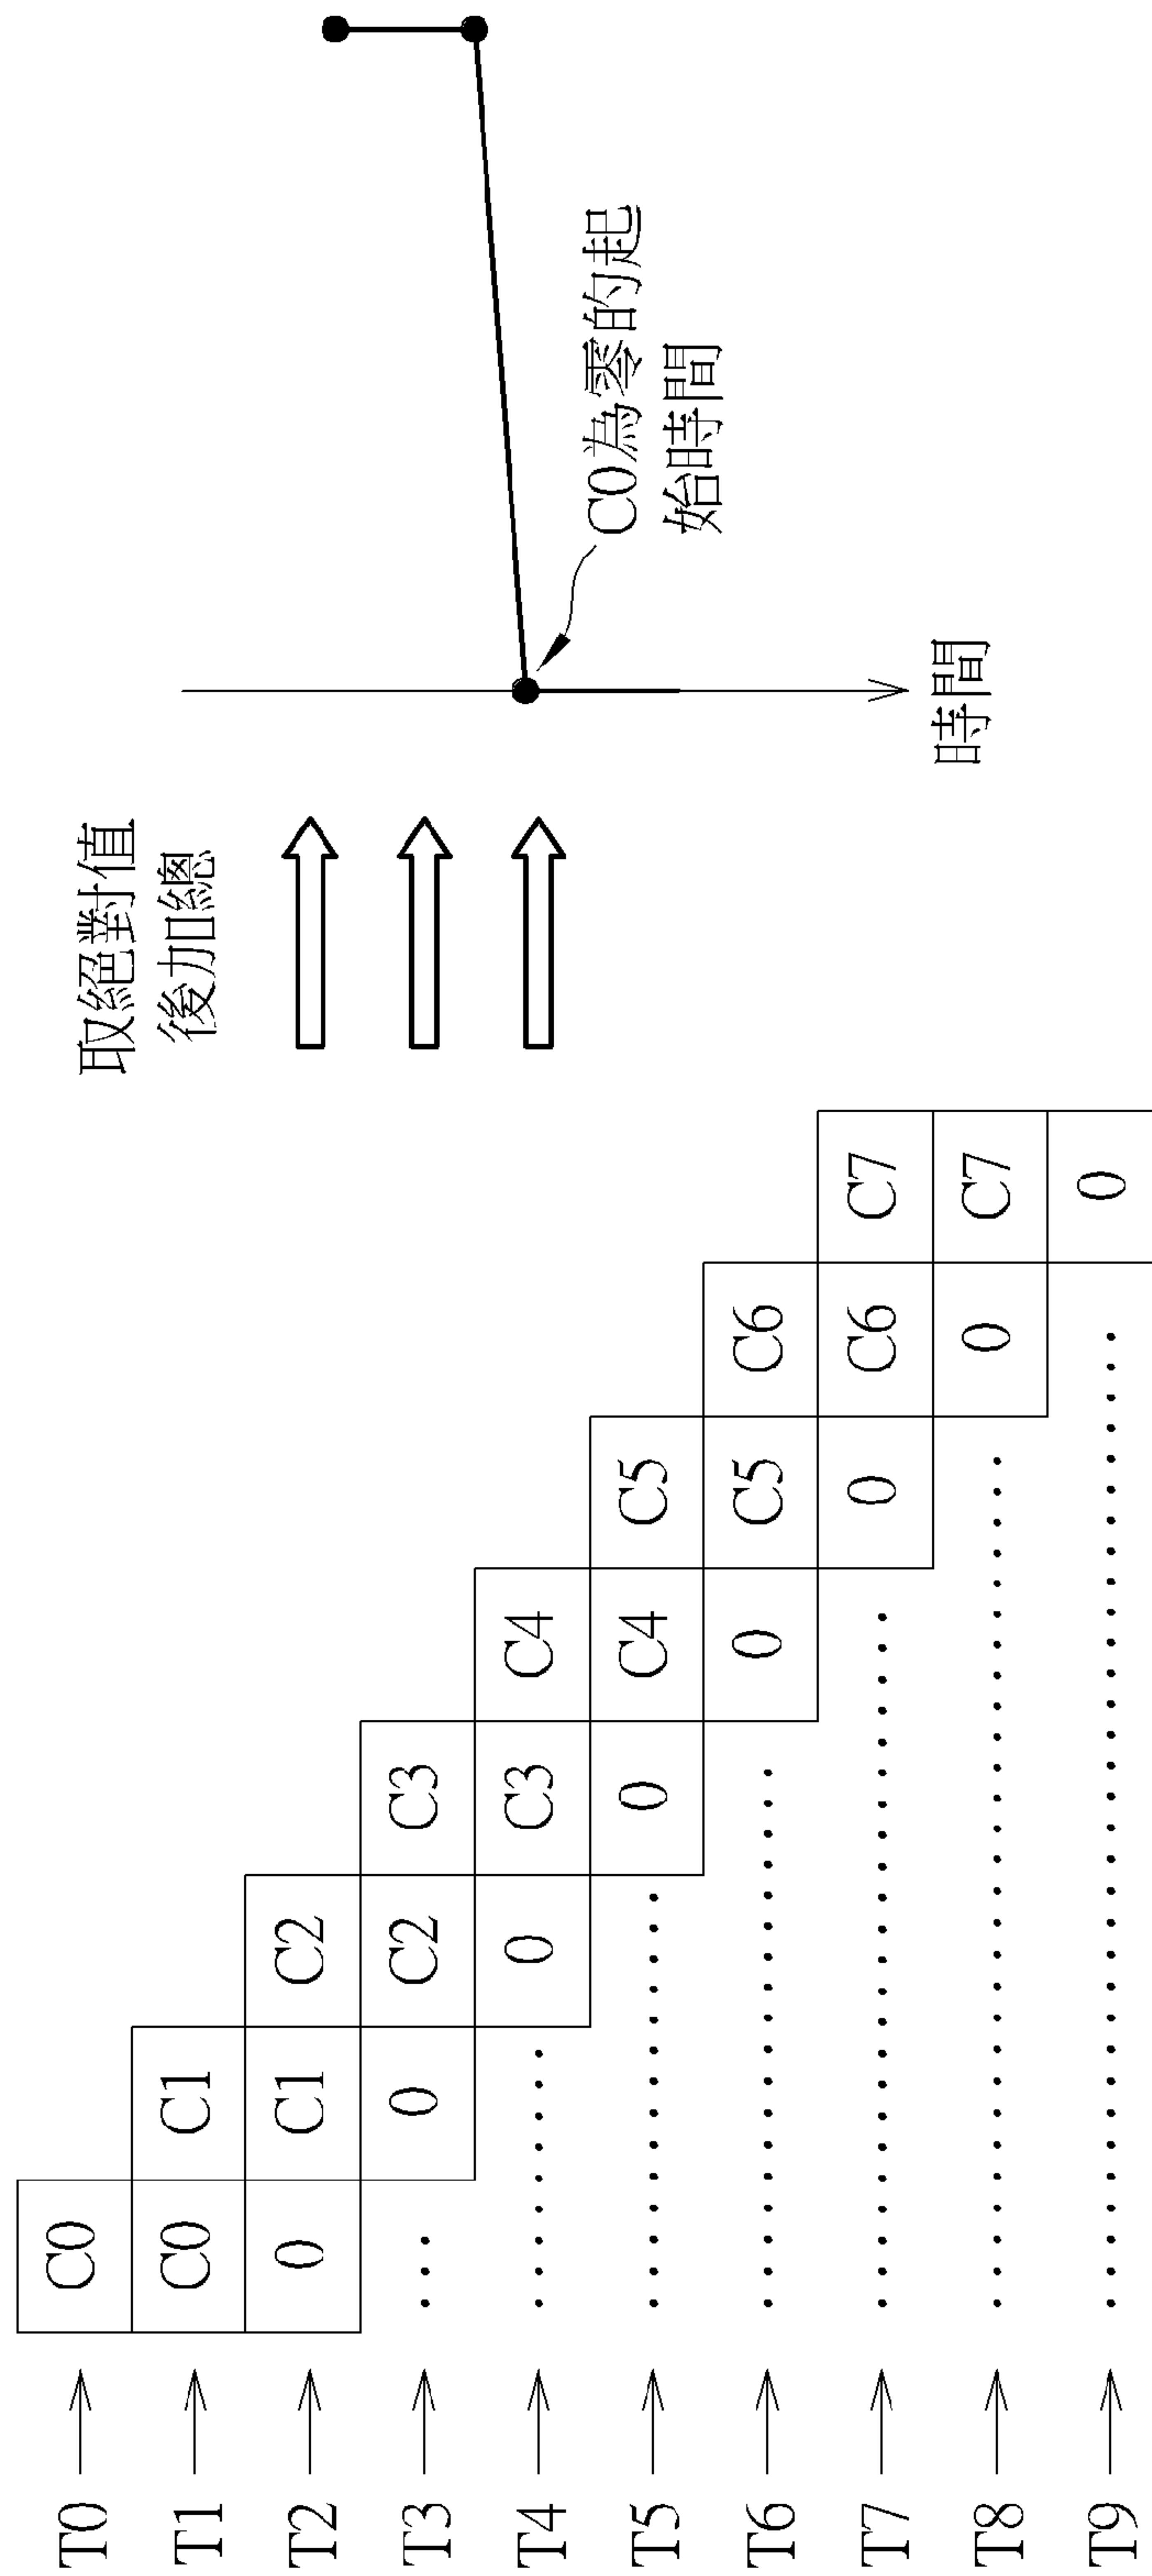 T0 C0
T1 C0 C1
T2 0 C1 C2
T3 ... 0 C2 C3
T4 ... 0 C3 C4
T5 ... 0 C4 C5
T6 ... 0 C5 C6
T7 ... 0 C6 C7
T8 ... 0 C7
T9 ... 0
取絕對值
後加總
C0為零的起
始時間
時間